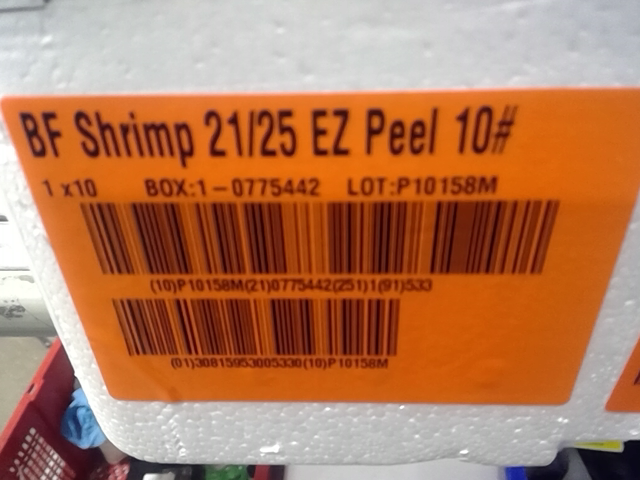 BF Shrimp 21/25 EZ Peel 10#
1 x10 BOX:1-0775442 LOT:P10158M
(10)P10158M(21)0775442(251)1(91)533
(01)30815953005330(10)P10158M